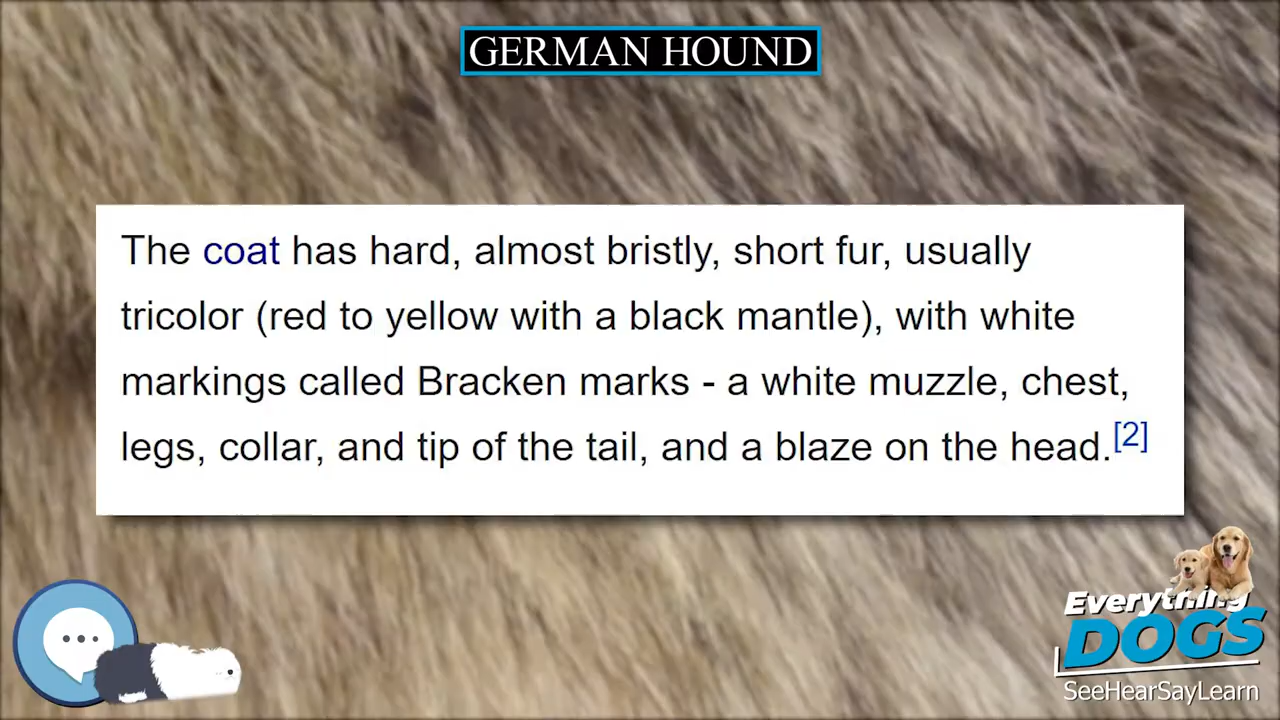 GERMAN HOUND
The coat has hard, almost bristly, short fur, usually
tricolor (red to yellow with a black mantle), with white
markings called Bracken marks - a white muzzle, chest,
legs, collar, and tip of the tail, and a blaze on the head.[2]
Everything
DOGS
SeeHearSayLearn